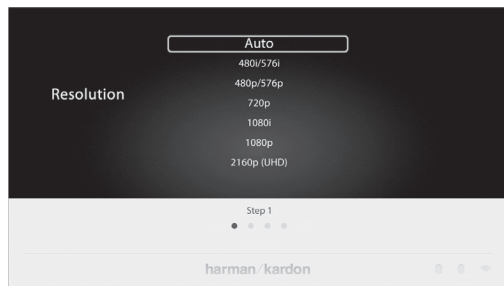 Auto
480i/576i
480p/576p
Resolution
720p
1080i
1080p
2160p (UHD)
Step 1
harman/kardon